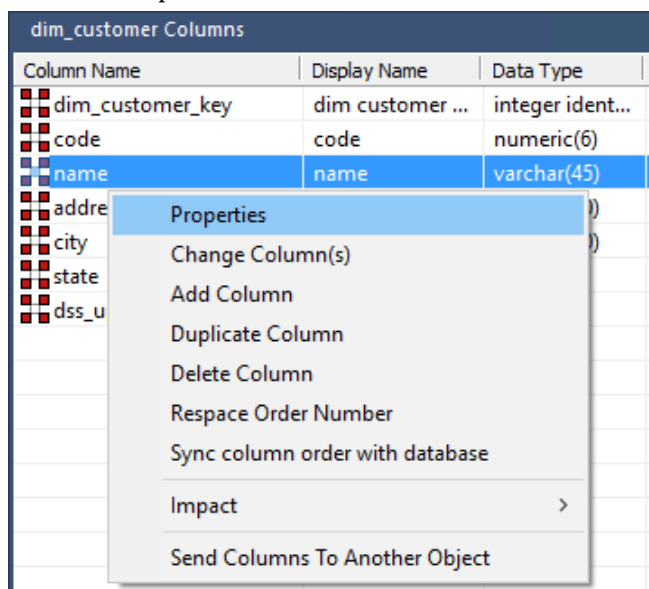 dim_customer Columns
Column Name Display Name Data Type
dim_customer_key dim customer ... integer ident...
code code numeric(6)
name name varchar(45)
addre
city
state
dss_u
Properties
Change Column(s)
Add Column
Duplicate Column
Delete Column
Respace Order Number
Sync column order with database
Impact >
Send Columns To Another Object